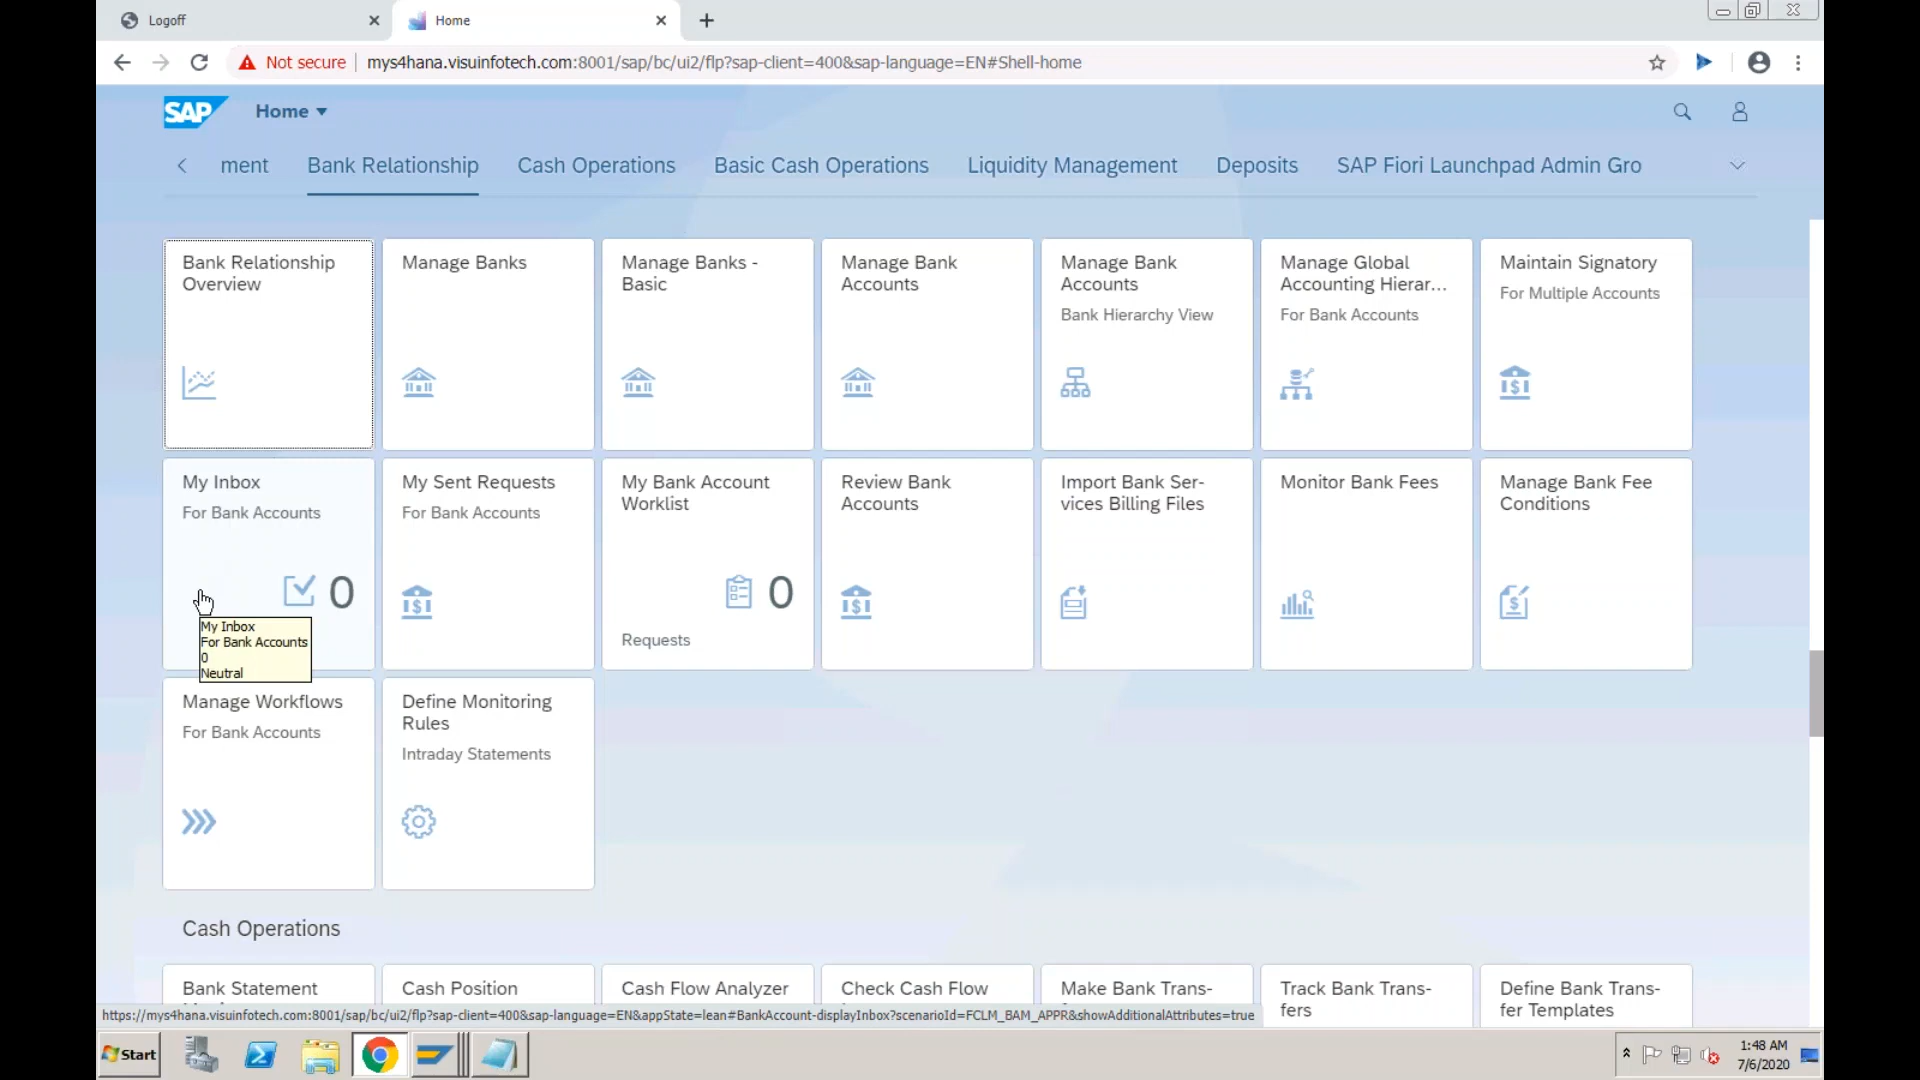 Logoff
Home
Not secure
mys4hana.visuinfotech.com:8001/sap/bc/ui2/flp?sap-client=400&sap-language=EN#Shell-home
SAP
Home
ment
Bank Relationship
Cash Operations
Basic Cash Operations
Liquidity Management
Deposits
SAP Fiori Launchpad Admin Gro
Bank Relationship
Overview
Manage Banks
Manage Banks -
Basic
Manage Bank
Accounts
Manage Bank
Accounts
Bank Hierarchy View
Manage Global
Accounting Hierar...
For Bank Accounts
Maintain Signatory
For Multiple Accounts
My Inbox
For Bank Accounts
0
My Inbox
For Bank Accounts
0
Neutral
My Sent Requests
For Bank Accounts
My Bank Account
Worklist
0
Requests
Review Bank
Accounts
Import Bank Ser-
vices Billing Files
Monitor Bank Fees
Manage Bank Fee
Conditions
Manage Workflows
For Bank Accounts
Define Monitoring
Rules
Intraday Statements
Cash Operations
Bank Statement
Cash Position
Cash Flow Analyzer
Check Cash Flow
Make Bank Trans-
Track Bank Trans-
fers
Define Bank Trans-
fer Templates
https://mys4hana.visuinfotech.com:8001/sap/bc/ui2/flp?sap-client=400&sap-language=EN&appState=lean#BankAccount-displayInbox?scenarioId=FCLM_BAM_APPR&showAdditionalAttributes=true
Start
1:48 AM
7/6/2020